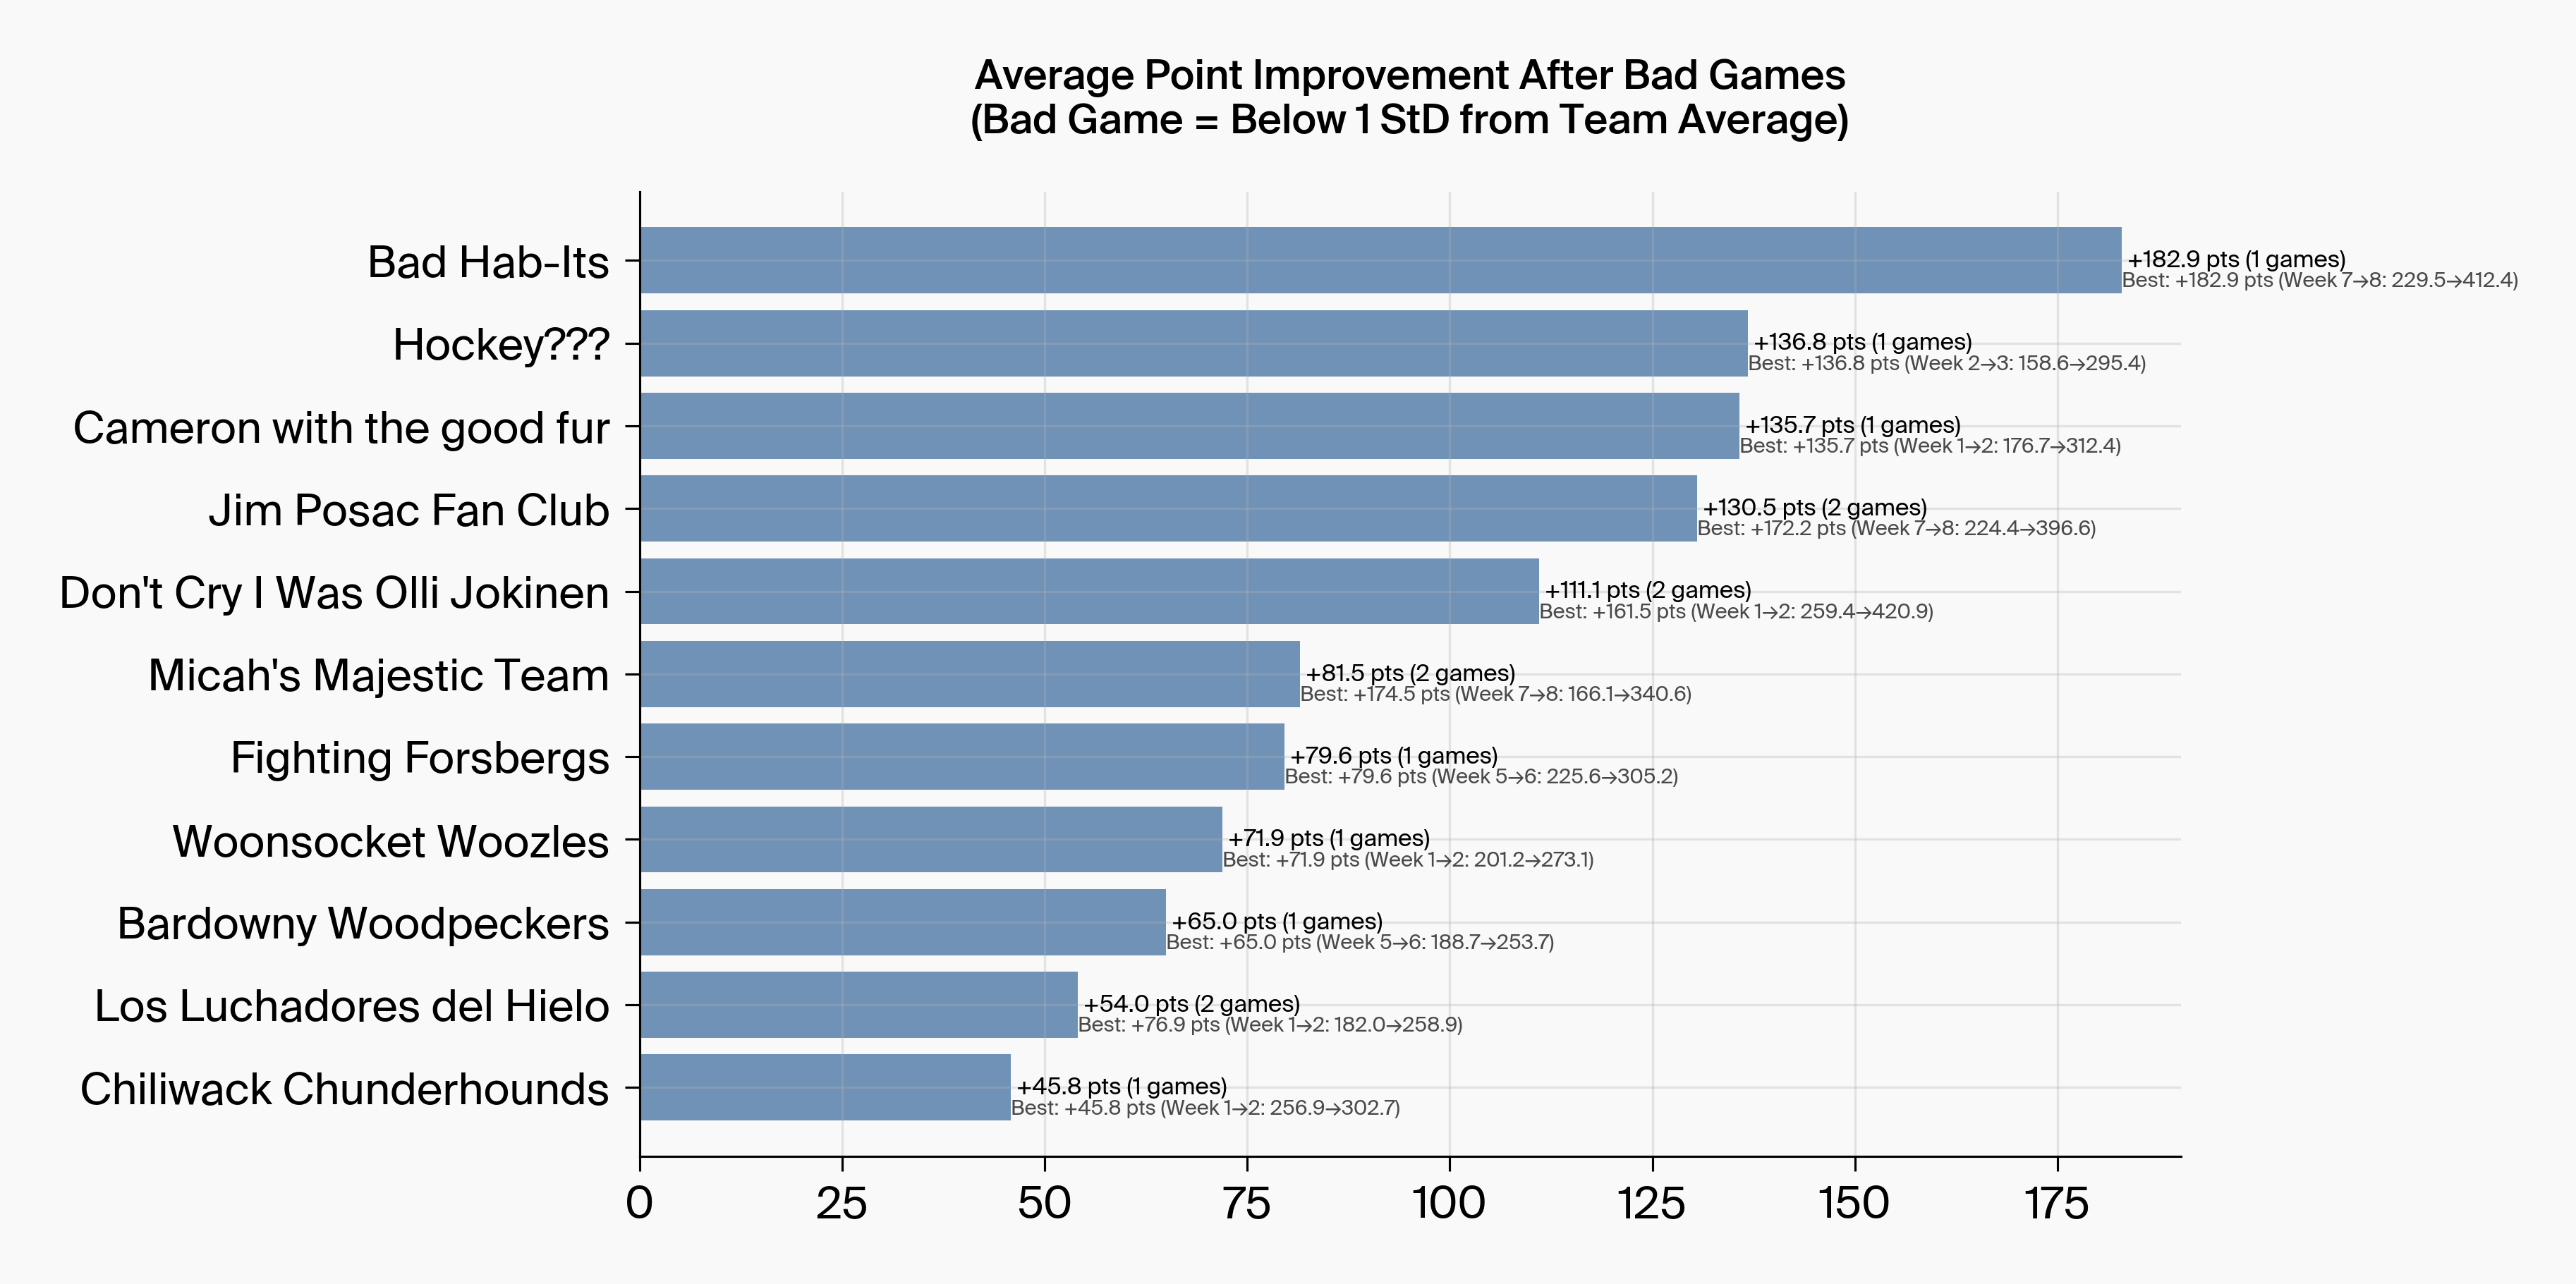 Average Point Improvement After Bad Games
(Bad Game = Below 1 StD from Team Average)
Bad Hab-Its
+182.9 pts (1 games)
Best: +182.9 pts (Week 7→8: 229.5→412.4)
Hockey???
+136.8 pts (1 games)
Best: +136.8 pts (Week 2→3: 158.6→295.4)
Cameron with the good fur
+135.7 pts (1 games)
Best: +135.7 pts (Week 1→2: 176.7→312.4)
Jim Posac Fan Club
+130.5 pts (2 games)
Best: +172.2 pts (Week 7→8: 224.4→396.6)
Don't Cry I Was Olli Jokinen
+111.1 pts (2 games)
Best: +161.5 pts (Week 1→2: 259.4→420.9)
Micah's Majestic Team
+81.5 pts (2 games)
Best: +174.5 pts (Week 7→8: 166.1→340.6)
Fighting Forsbergs
+79.6 pts (1 games)
Best: +79.6 pts (Week 5→6: 225.6→305.2)
Woonsocket Woozles
+71.9 pts (1 games)
Best: +71.9 pts (Week 1→2: 201.2→273.1)
Bardowny Woodpeckers
+65.0 pts (1 games)
Best: +65.0 pts (Week 5→6: 188.7→253.7)
Los Luchadores del Hielo
+54.0 pts (2 games)
Best: +76.9 pts (Week 1→2: 182.0→258.9)
Chiliwack Chunderhounds
+45.8 pts (1 games)
Best: +45.8 pts (Week 1→2: 256.9→302.7)
0 25 50 75 100 125 150 175